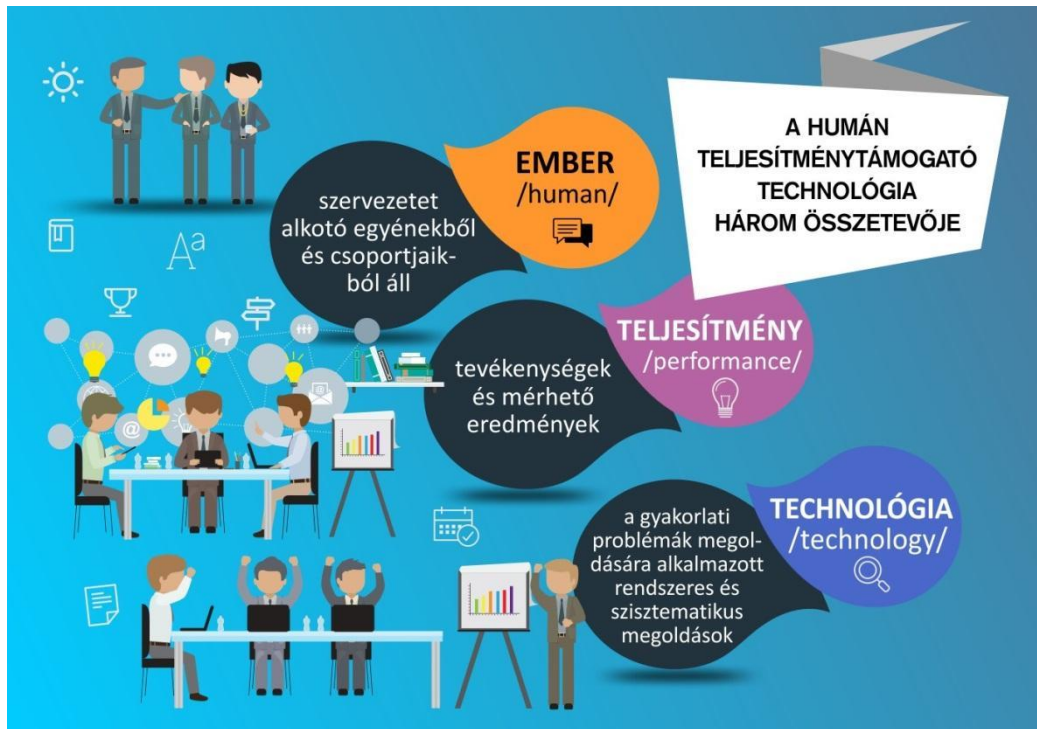 A HUMÁN
TELJESÍTMÉNYTÁMOGATÓ
TECHNOLÓGIA
HÁROM ÖSSZETEVŐJE
EMBER
/human/
szervezetet
alkotó egyénekből
és csoportjaik-
ból áll
Aa
TELJESÍTMÉNY
/performance/
tevékenységek
és mérhető
eredmények
@
@
TECHNOLÓGIA
/technology/
a gyakorlati
problémák megol-
dására alkalmazott
rendszeres és
szisztematikus
megoldások